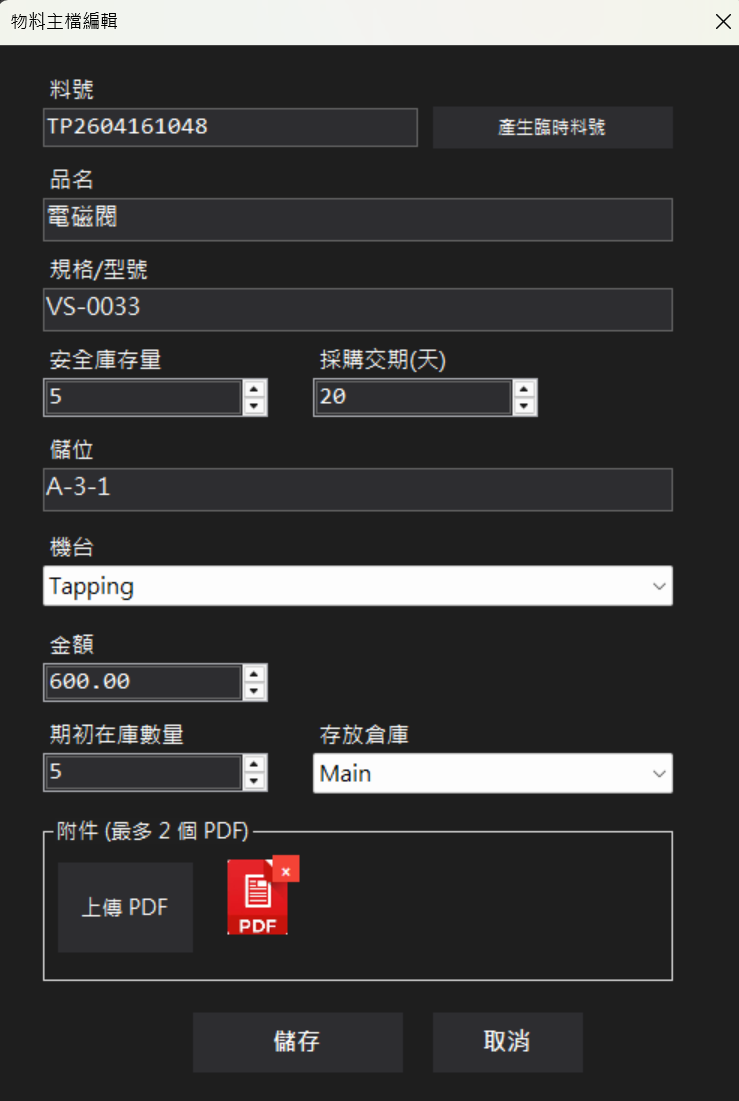 物料主檔編輯
料號
TP2604161048
產生臨時料號
品名
電磁閥
規格/型號
VS-0033
安全庫存量
採購交期(天)
5
20
儲位
A-3-1
機台
Tapping
金額
600.00
期初在庫數量
存放倉庫
5
Main
附件 (最多 2 個 PDF)
上傳 PDF
x
PDF
儲存
取消